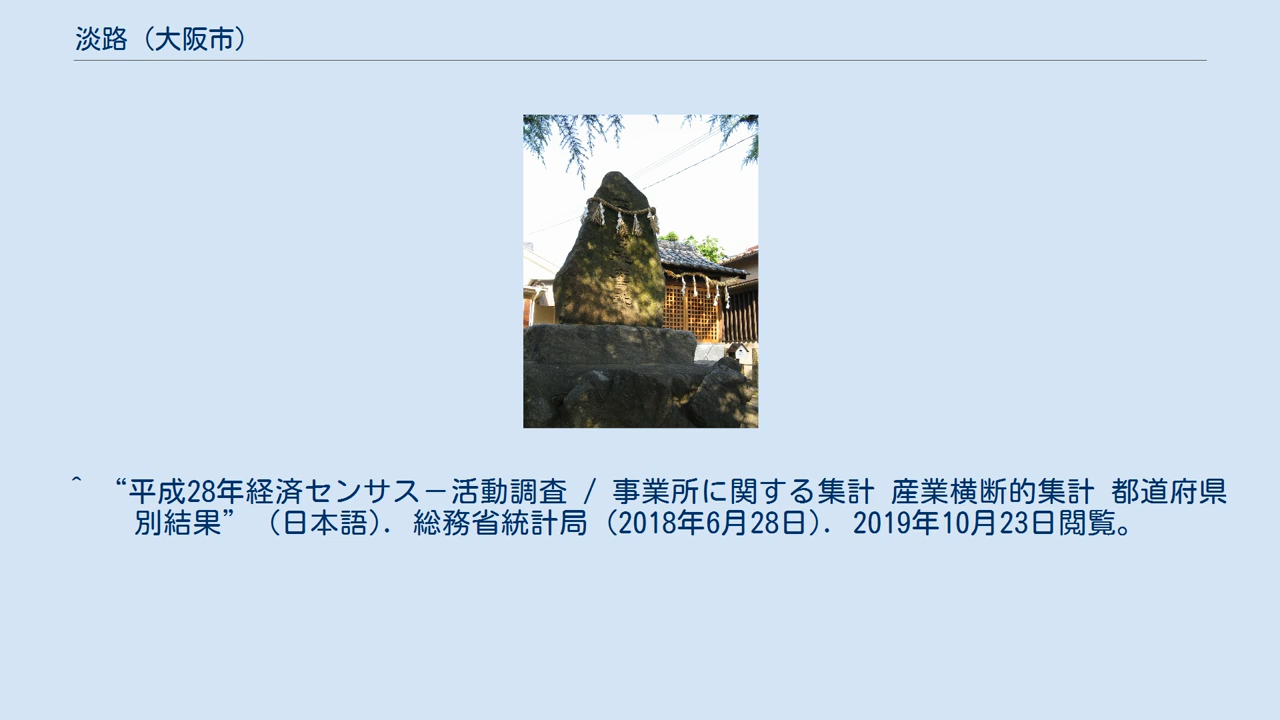 淡路（大阪市）
^ “平成28年経済センサス－活動調査 / 事業所に関する集計 産業横断的集計 都道府県
別結果” （日本語）. 総務省統計局 （2018年6月28日）. 2019年10月23日閲覧。